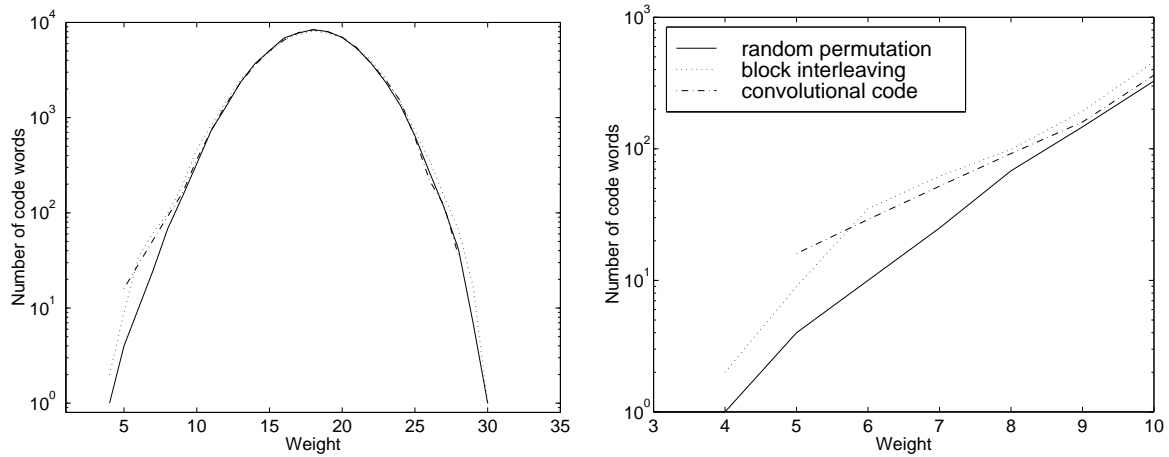 10^4
10^3
10^2
10^1
10^0
Number of code words
5 10 15 20 25 30 35
Weight
random permutation
block interleaving
convolutional code
10^3
10^2
10^1
10^0
Number of code words
3 4 5 6 7 8 9 10
Weight